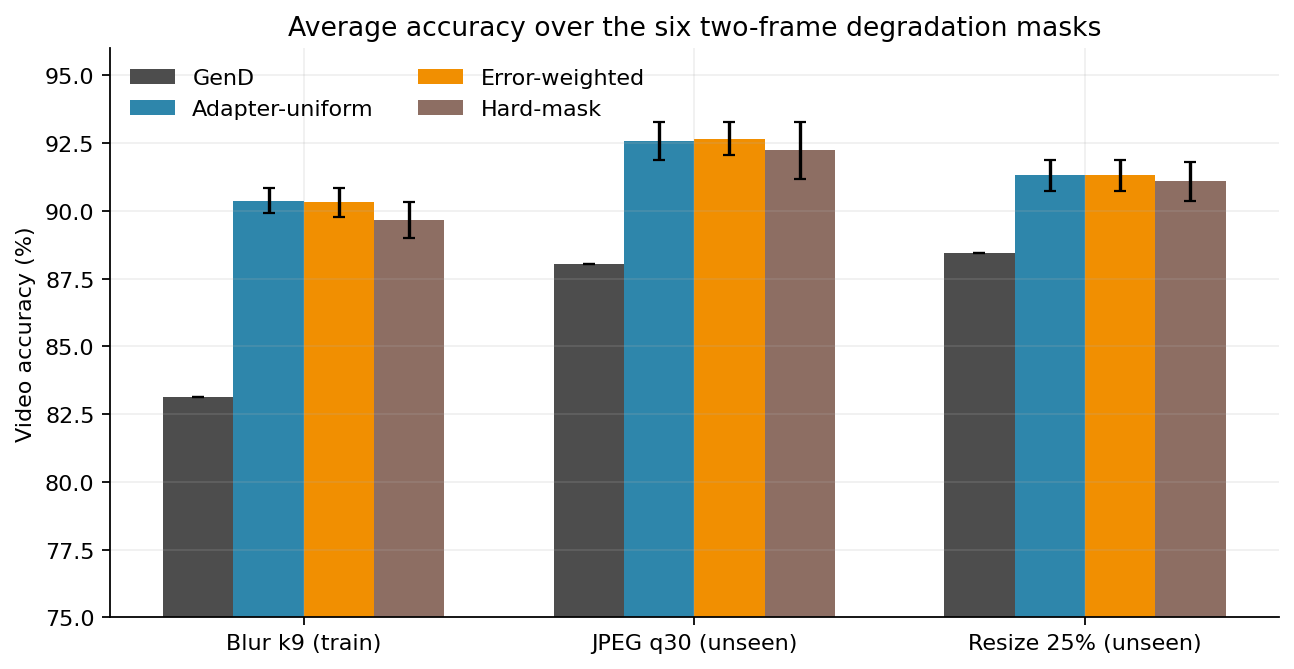 Average accuracy over the six two-frame degradation masks
GenD
Adapter-uniform
Error-weighted
Hard-mask
Video accuracy (%)
95.0
92.5
90.0
87.5
85.0
82.5
80.0
77.5
75.0
Blur k9 (train)
JPEG q30 (unseen)
Resize 25% (unseen)